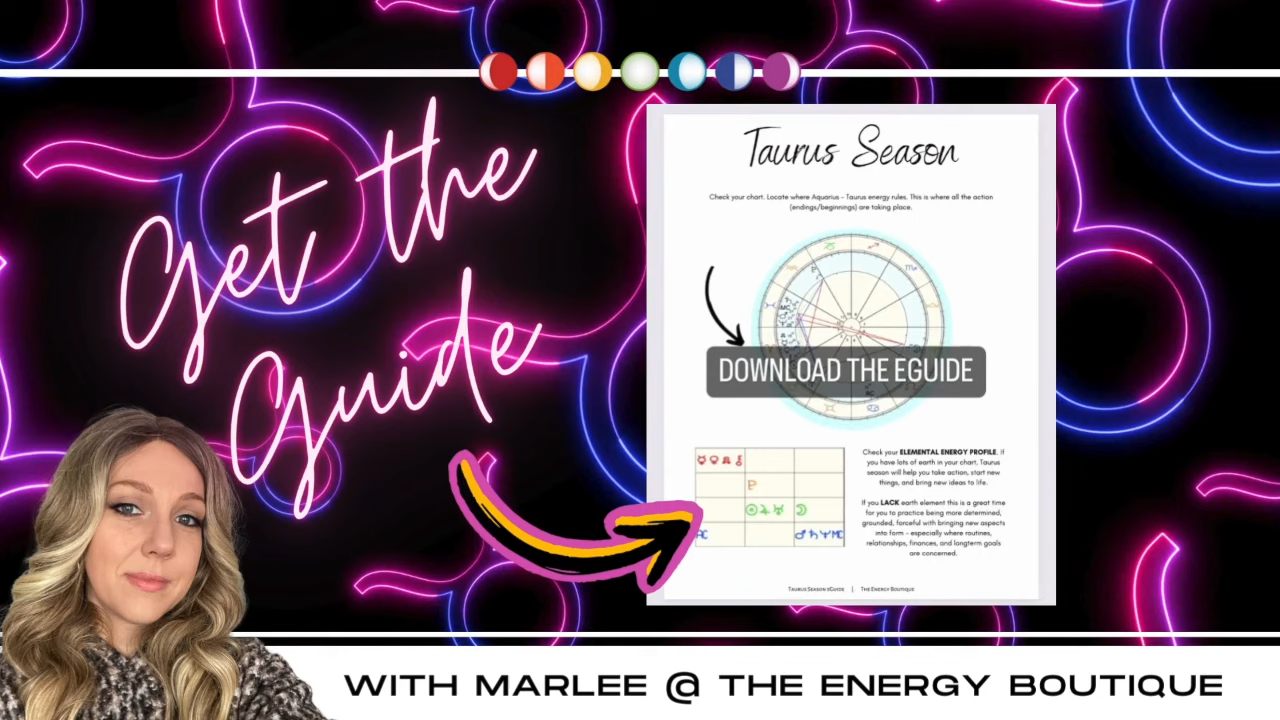 Get the
Guide
Taurus Season
Check your chart. Locate where Aquarius - Taurus energy rules. This is where all the action
(endings/beginnings) are taking place.
DOWNLOAD THE EGUIDE
Check your ELEMENTAL ENERGY PROFILE. If
you have lots of earth in your chart, Taurus
season will help you take action, start new
things, and bring new ideas to life.
If you LACK earth element this is a great time
for you to practice being more determined,
grounded, forceful with bringing new aspects
into form - especially where routines,
relationships, finances, and longterm goals
are concerned.
TAURUS SEASON EGUIDE | THE ENERGY BOUTIQUE
WITH MARLEE @ THE ENERGY BOUTIQUE